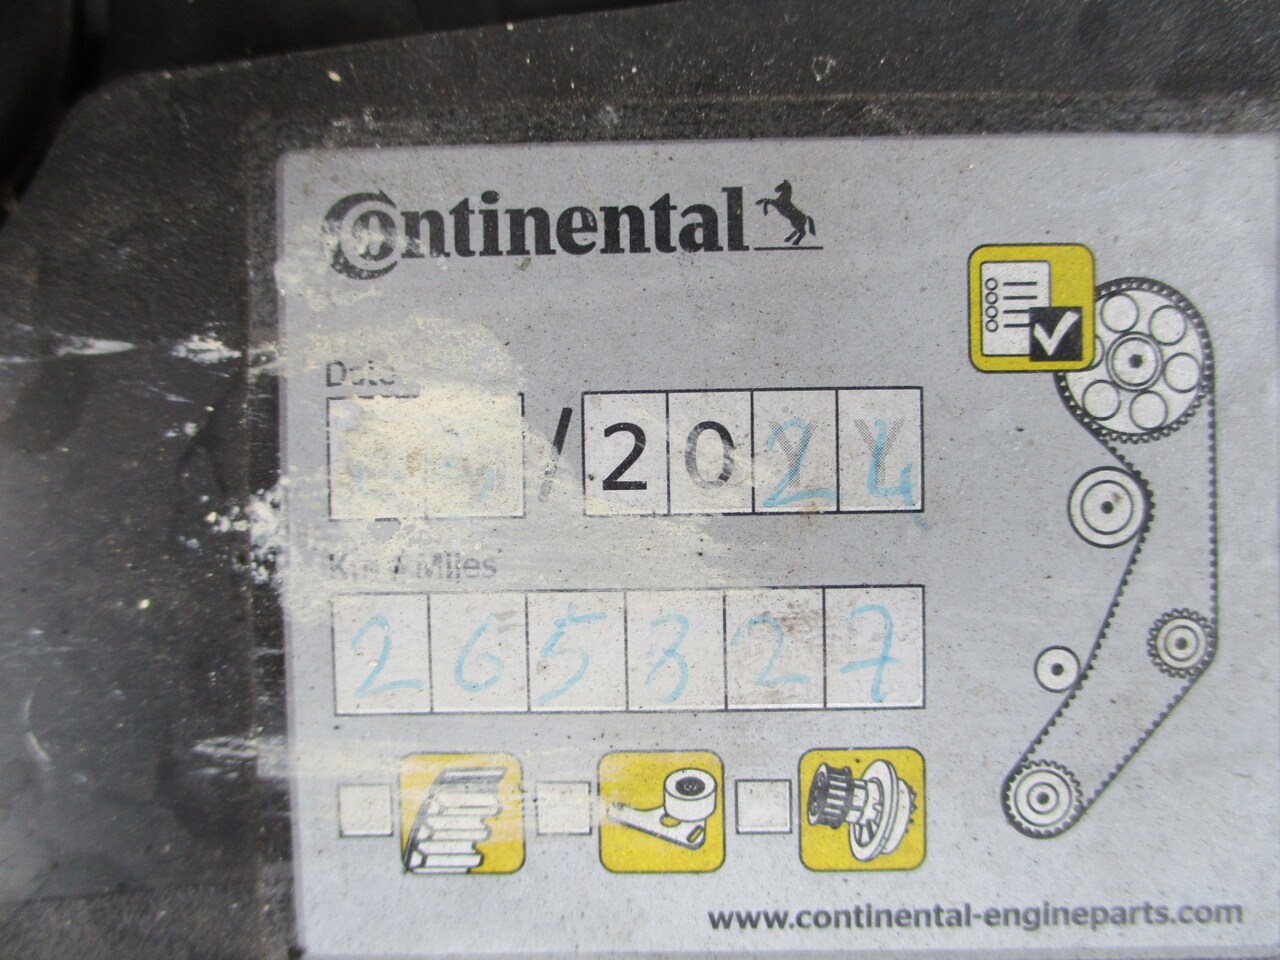 Continental
Date
/2024
Km / Miles
265327
www.continental-engineparts.com